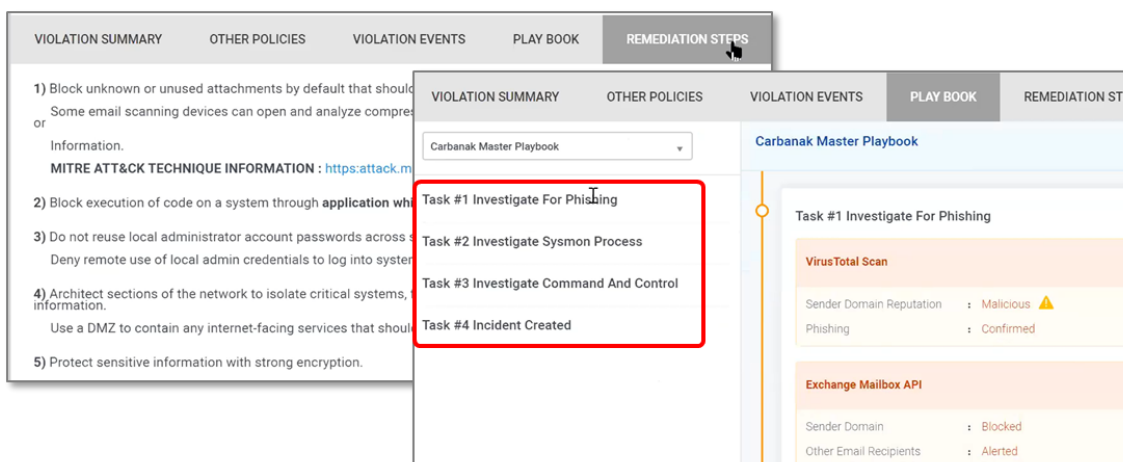 VIOLATION SUMMARY OTHER POLICIES VIOLATION EVENTS PLAY BOOK REMEDIATION STEPS
1) Block unknown or unused attachments by default that
Some email scanning devices can open and analyze
or
Information.
MITRE ATT&CK TECHNIQUE INFORMATION : https:attack.m
2) Block execution of code on a system through application
3) Do not reuse local administrator account passwords across
Deny remote use of local admin credentials to log into
4) Architect sections of the network to isolate critical systems,
information.
Use a DMZ to contain any internet-facing services that
5) Protect sensitive information with strong encryption.
VIOLATION SUMMARY OTHER POLICIES VIOLATION EVENTS PLAY BOOK REMEDIATION ST
Carbanak Master Playbook
Task #1 Investigate For Phishing
Task #2 Investigate Sysmon Process
Task #3 Investigate Command And Control
Task #4 Incident Created
Carbanak Master Playbook
Task #1 Investigate For Phishing
VirusTotal Scan
Sender Domain Reputation : Malicious
Phishing : Confirmed
Exchange Mailbox API
Sender Domain : Blocked
Other Email Recipients : Alerted